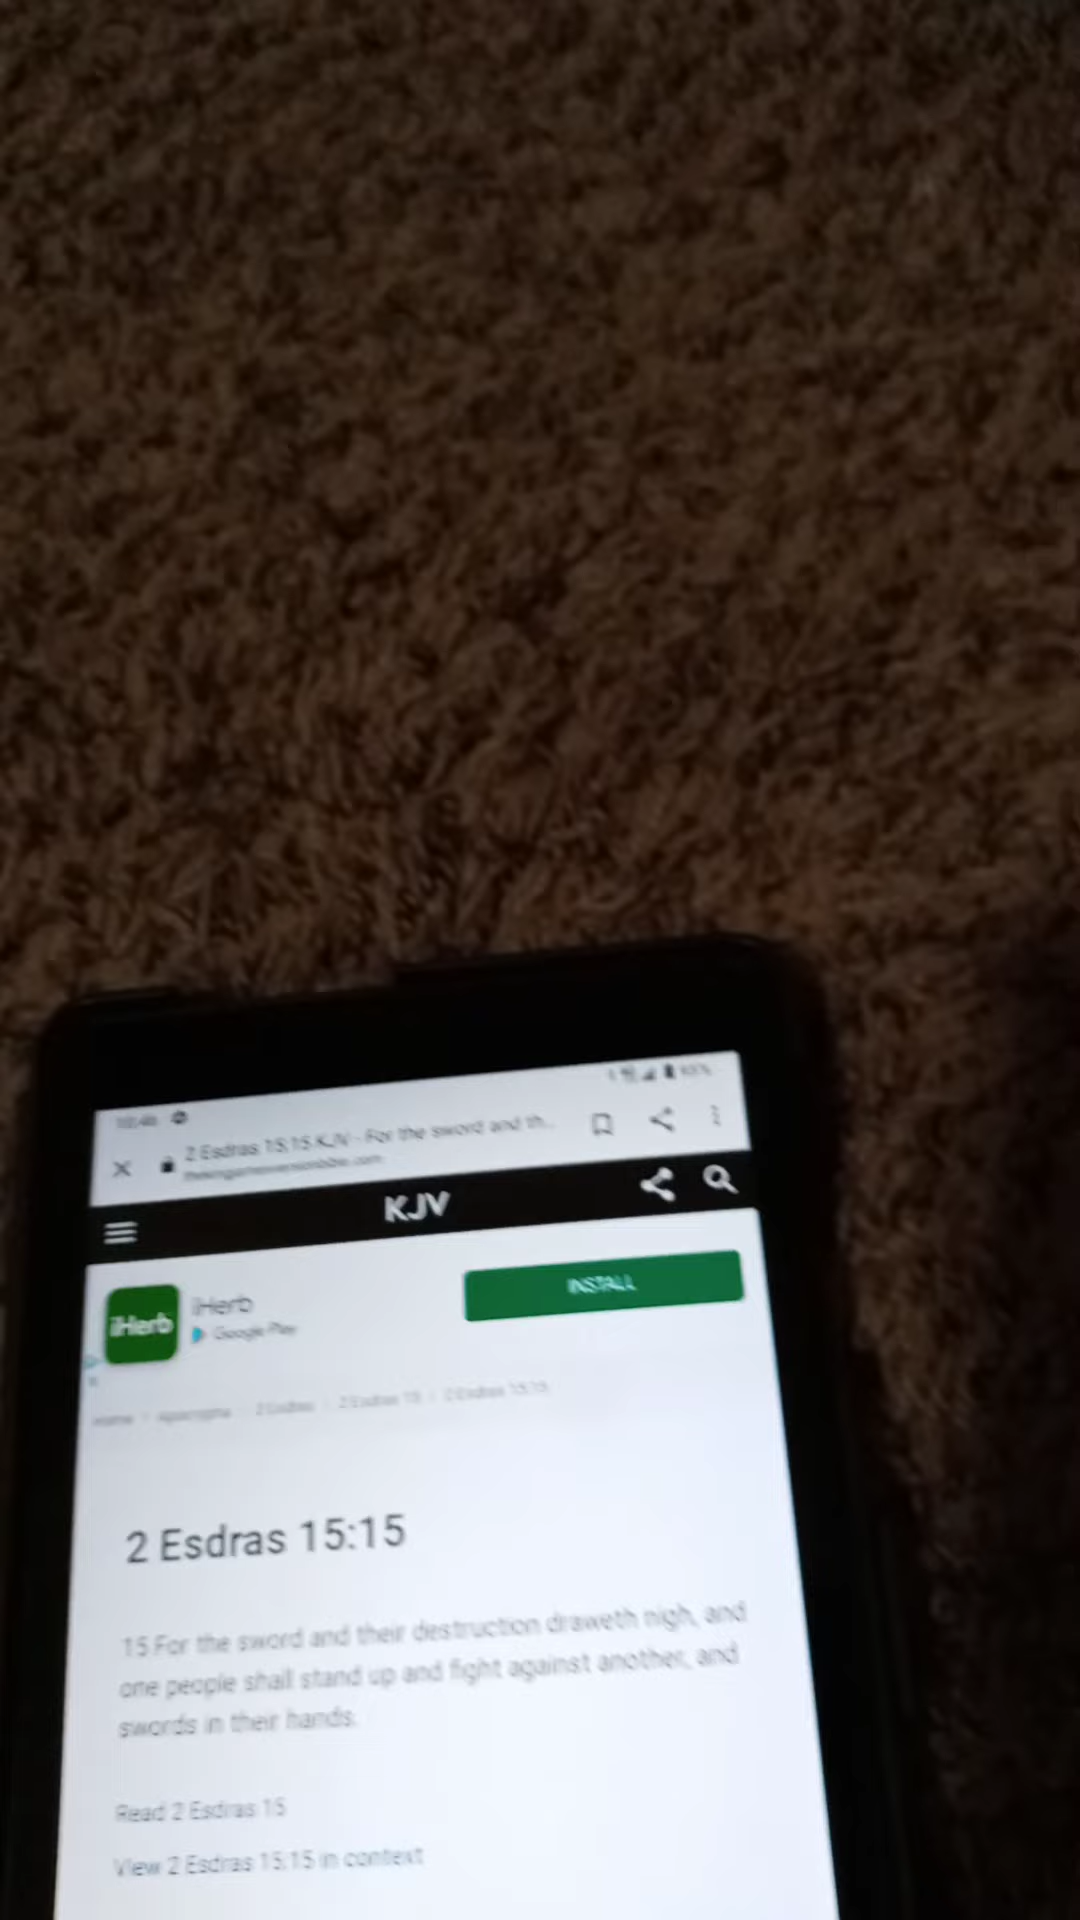 2 Esdras 15:15 KJV - For the sword and th...
KJV
iHerb
iHerb
Google Play
INSTALL
Home / Apocrypha / 2 Esdras / 2 Esdras 15 / 2 Esdras 15:15
2 Esdras 15:15
15 For the sword and their destruction draweth nigh, and
one people shall stand up and fight against another, and
swords in their hands.
Read 2 Esdras 15
View 2 Esdras 15:15 in context